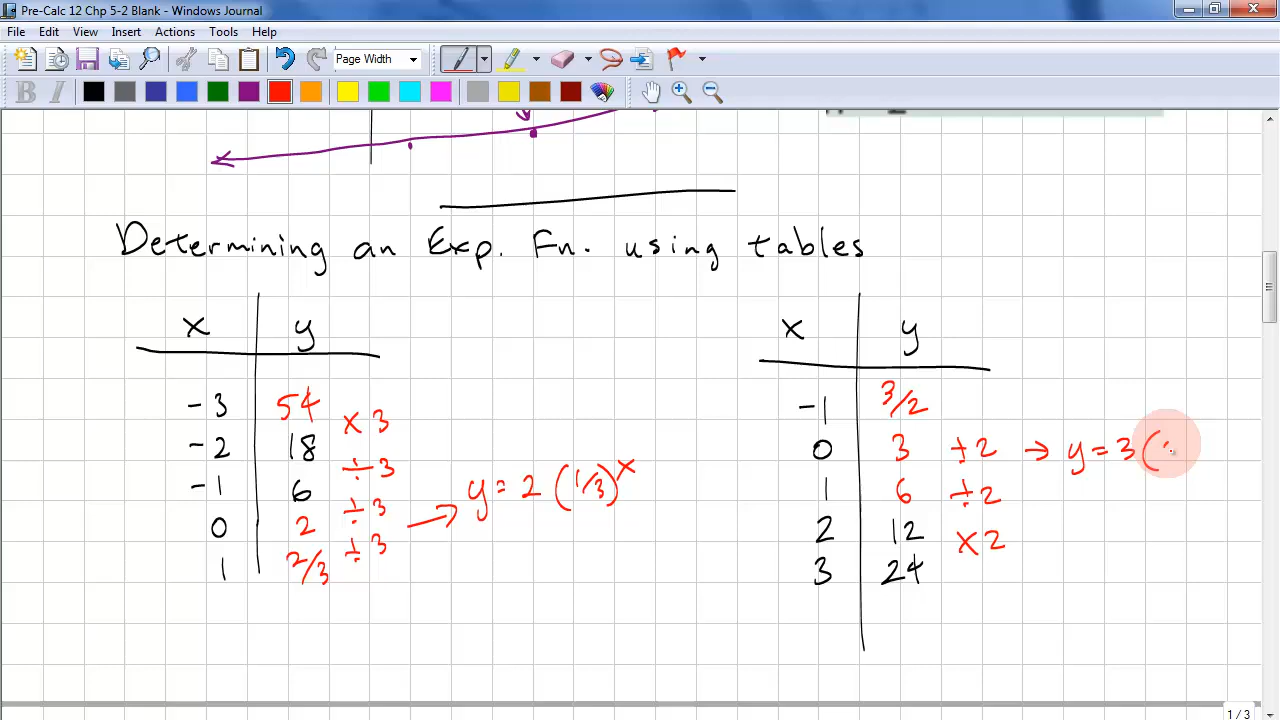 Pre-Calc 12 Chp 5-2 Blank - Windows Journal
File Edit View Insert Actions Tools Help
Page Width
B I
Determining an Exp. Fn. using tables
x y
-3 54
x 3
-2 18
÷3
-1 6
÷3
0 2
÷3
1 2/3
→ y = 2 (1/3)^x
x y
-1 3/2
0 3 ÷2 → y = 3 (
1 6 ÷2
2 12 x2
3 24
1 / 3